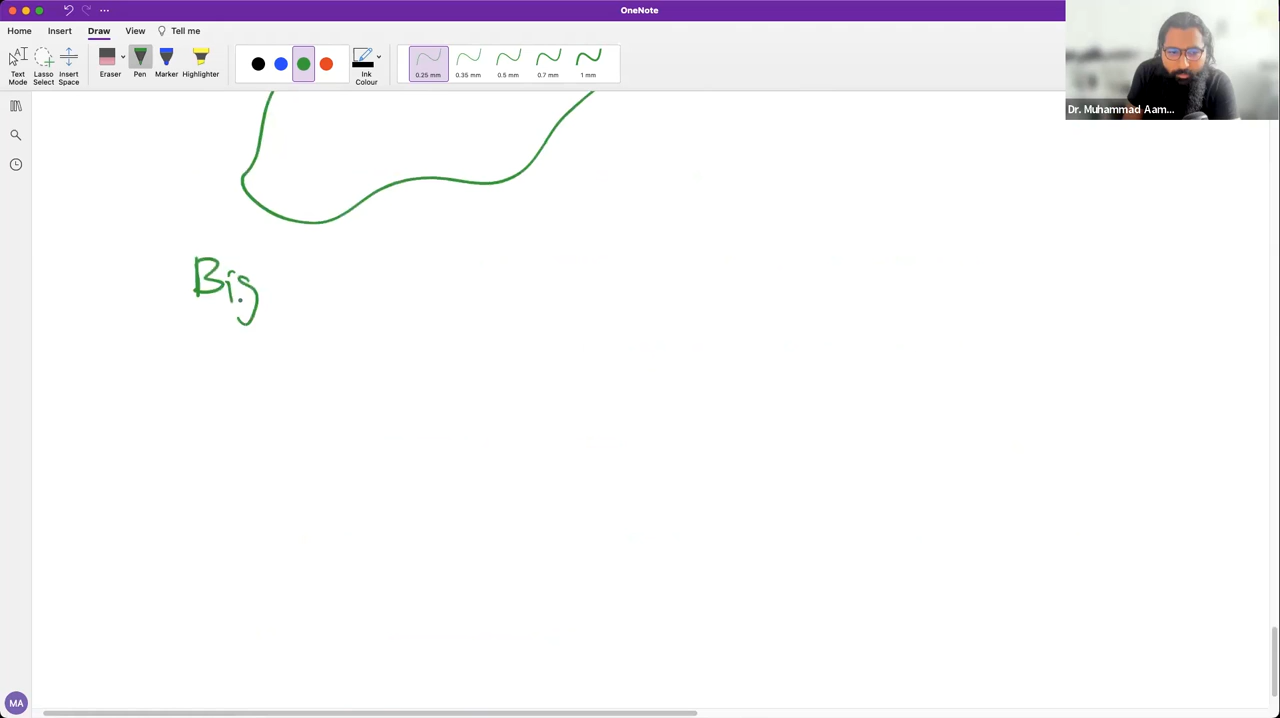 OneNote
Home Insert Draw View Tell me
Text Mode
Lasso Select
Insert Space
Eraser
Pen
Marker
Highlighter
Ink Colour
0.25 mm
0.35 mm
0.5 mm
0.7 mm
1 mm
Dr. Muhammad Aam...
Big
MA